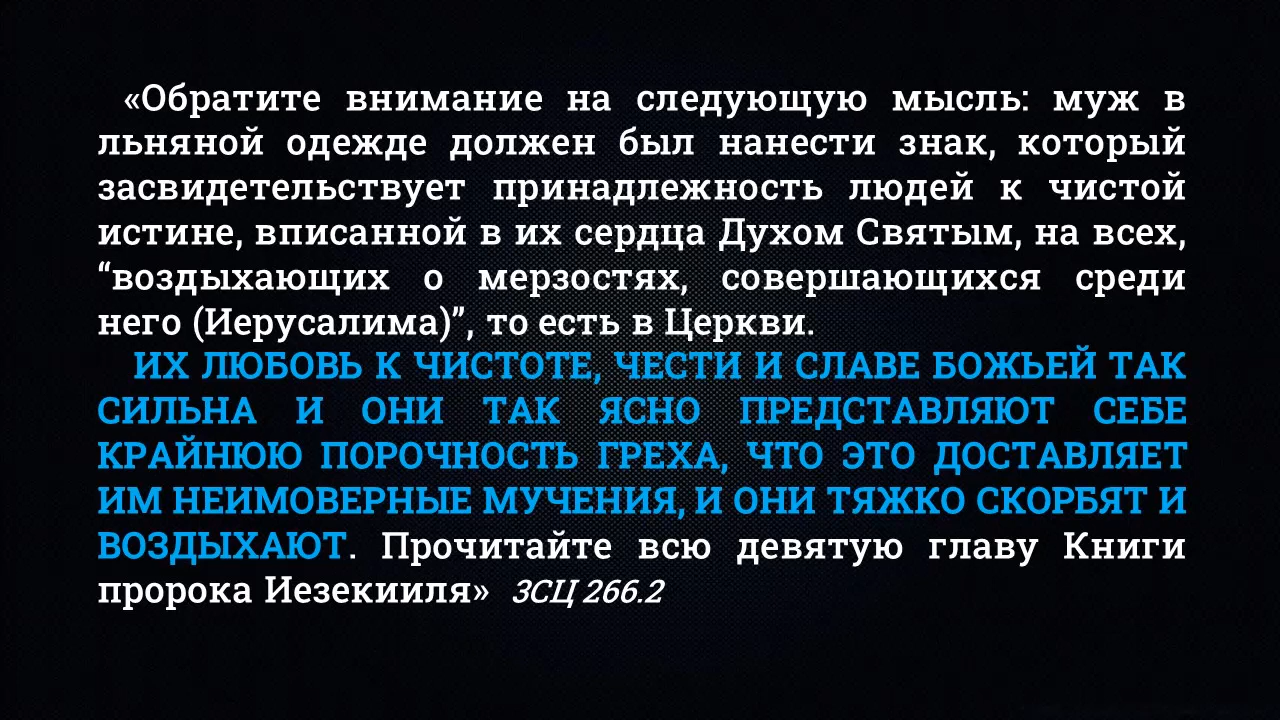 «Обратите внимание на следующую мысль: муж в
льняной одежде должен был нанести знак, который
засвидетельствует принадлежность людей к чистой
истине, вписанной в их сердца Духом Святым, на всех,
“воздыхающих о мерзостях, совершающихся среди
него (Иерусалима)”, то есть в Церкви.
ИХ ЛЮБОВЬ К ЧИСТОТЕ, ЧЕСТИ И СЛАВЕ БОЖЬЕЙ ТАК
СИЛЬНА И ОНИ ТАК ЯСНО ПРЕДСТАВЛЯЮТ СЕБЕ
КРАЙНЮЮ ПОРОЧНОСТЬ ГРЕХА, ЧТО ЭТО ДОСТАВЛЯЕТ
ИМ НЕИМОВЕРНЫЕ МУЧЕНИЯ, И ОНИ ТЯЖКО СКОРБЯТ И
ВОЗДЫХАЮТ. Прочитайте всю девятую главу Книги
пророка Иезекииля» 3СЦ 266.2